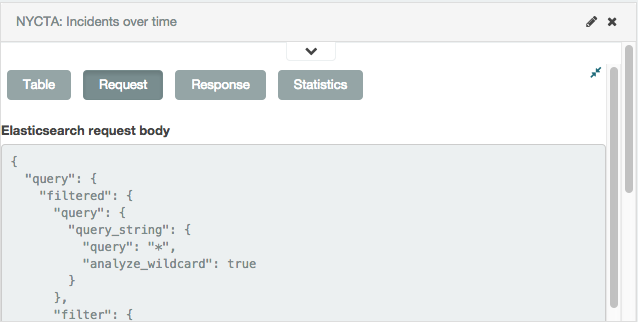 NYCTA: Incidents over time
Table Request Response Statistics
Elasticsearch request body
{
  "query": {
    "filtered": {
      "query": {
        "query_string": {
          "query": "*",
          "analyze_wildcard": true
        }
      },
      "filter": {